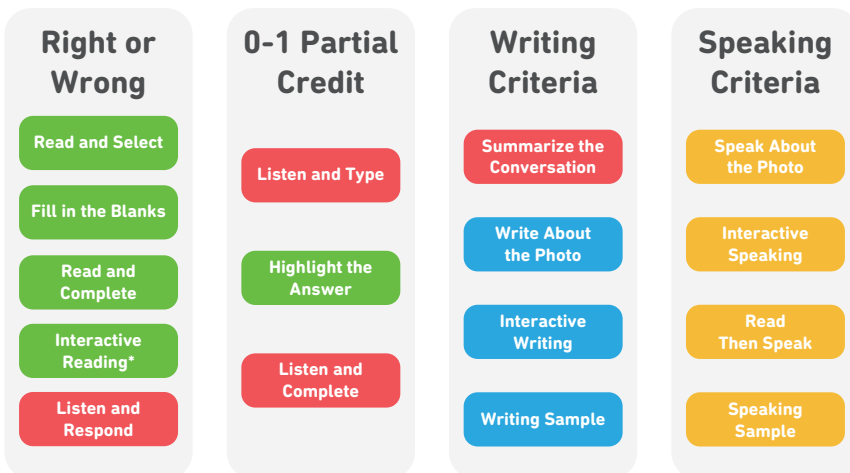 Right or
Wrong
Read and Select
Fill in the Blanks
Read and
Complete
Interactive
Reading*
Listen and
Respond
0-1 Partial
Credit
Listen and Type
Highlight the
Answer
Listen and
Complete
Writing
Criteria
Summarize the
Conversation
Write About
the Photo
Interactive
Writing
Writing Sample
Speaking
Criteria
Speak About
the Photo
Interactive
Speaking
Read
Then Speak
Speaking
Sample